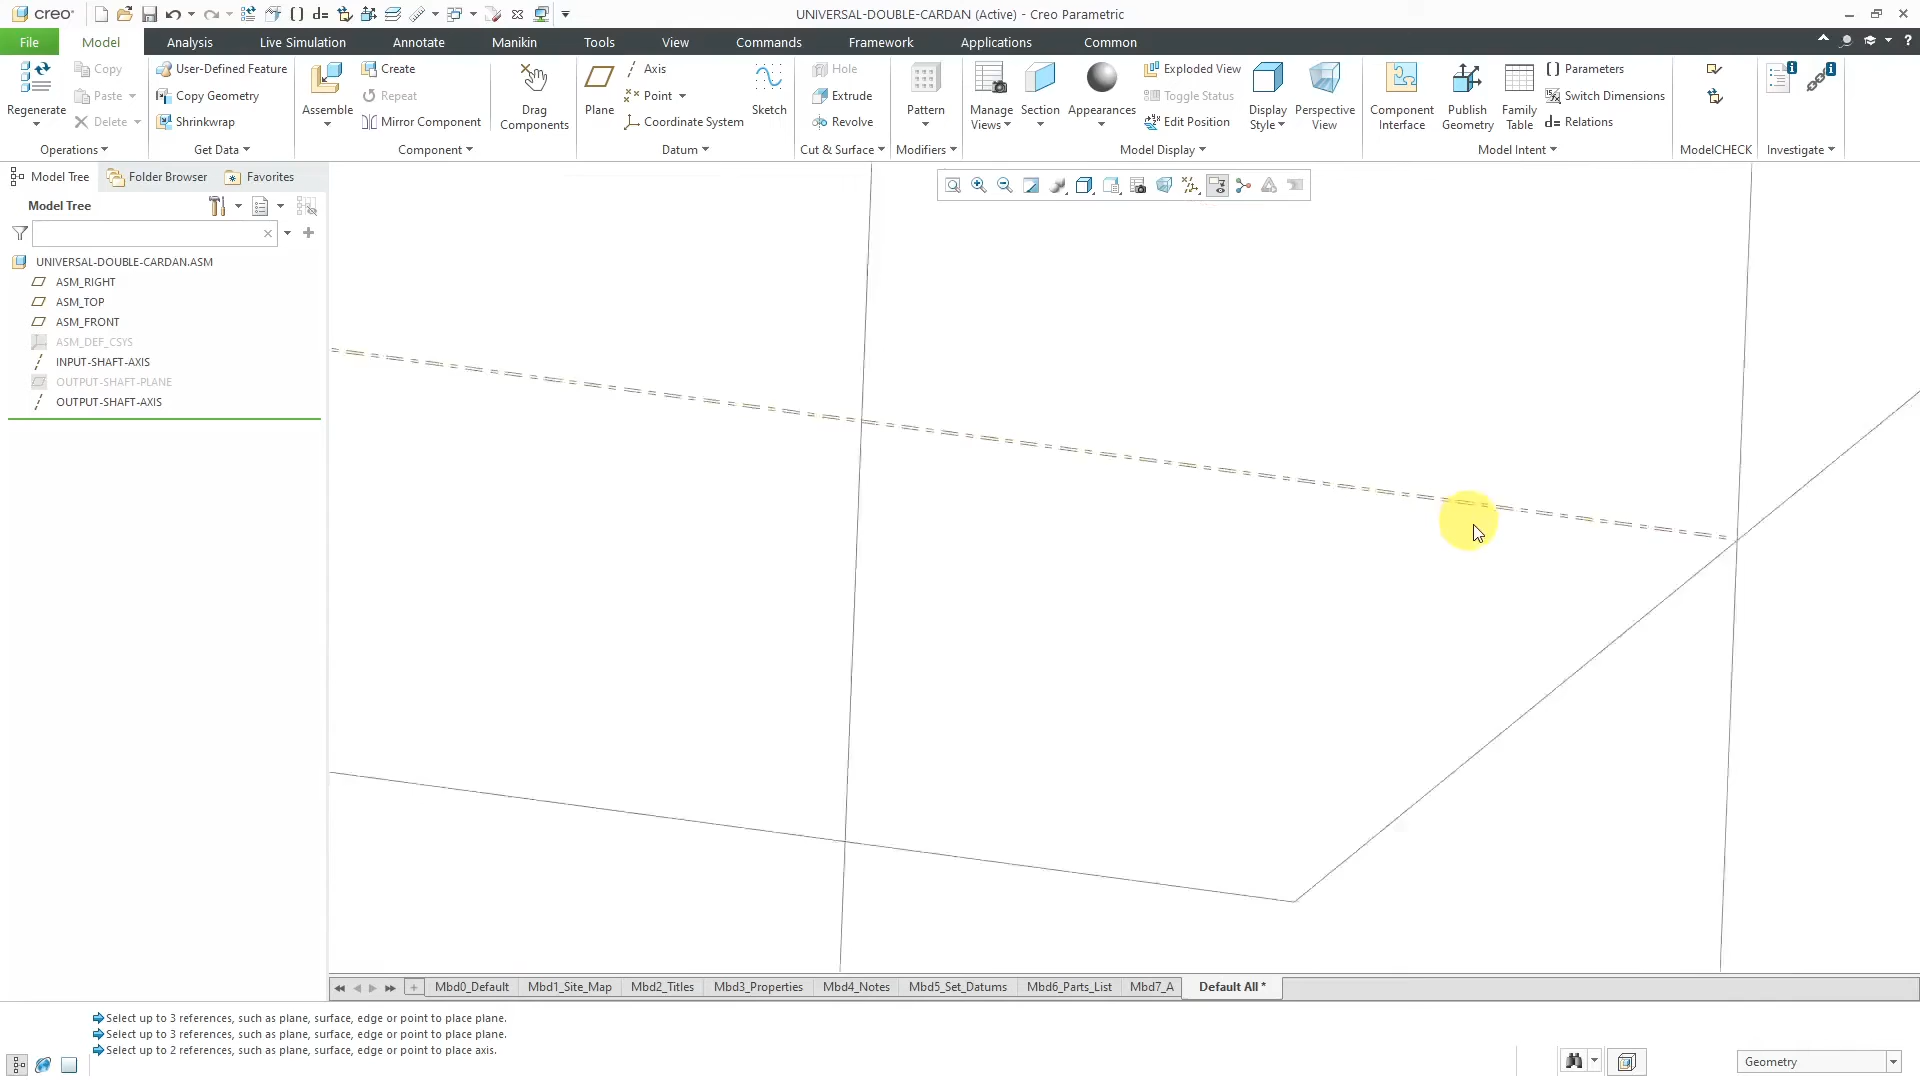 creo
UNIVERSAL-DOUBLE-CARDAN (Active) - Creo Parametric
File Model Analysis Live Simulation Annotate Manikin Tools View Commands Framework Applications Common
Regenerate
Copy
Paste
Delete
Operations
User-Defined Feature
Copy Geometry
Shrinkwrap
Get Data
Assemble
Create
Repeat
Mirror Component
Drag Components
Component
Plane
Axis
Point
Coordinate System
Sketch
Datum
Hole
Extrude
Revolve
Cut & Surface
Pattern
Modifiers
Manage Views
Section
Appearances
Exploded View
Toggle Status
Edit Position
Display Style
Perspective View
Model Display
Component Interface
Publish Geometry
Family Table
Parameters
Switch Dimensions
d= Relations
Model Intent
ModelCHECK
Investigate
Model Tree Folder Browser Favorites
Model Tree
UNIVERSAL-DOUBLE-CARDAN.ASM
ASM_RIGHT
ASM_TOP
ASM_FRONT
ASM_DEF_CSYS
INPUT-SHAFT-AXIS
OUTPUT-SHAFT-PLANE
OUTPUT-SHAFT-AXIS
Mbd0_Default Mbd1_Site_Map Mbd2_Titles Mbd3_Properties Mbd4_Notes Mbd5_Set_Datums Mbd6_Parts_List Mbd7_A Default All *
Select up to 3 references, such as plane, surface, edge or point to place plane.
Select up to 3 references, such as plane, surface, edge or point to place plane.
Select up to 2 references, such as plane, surface, edge or point to place axis.
Geometry